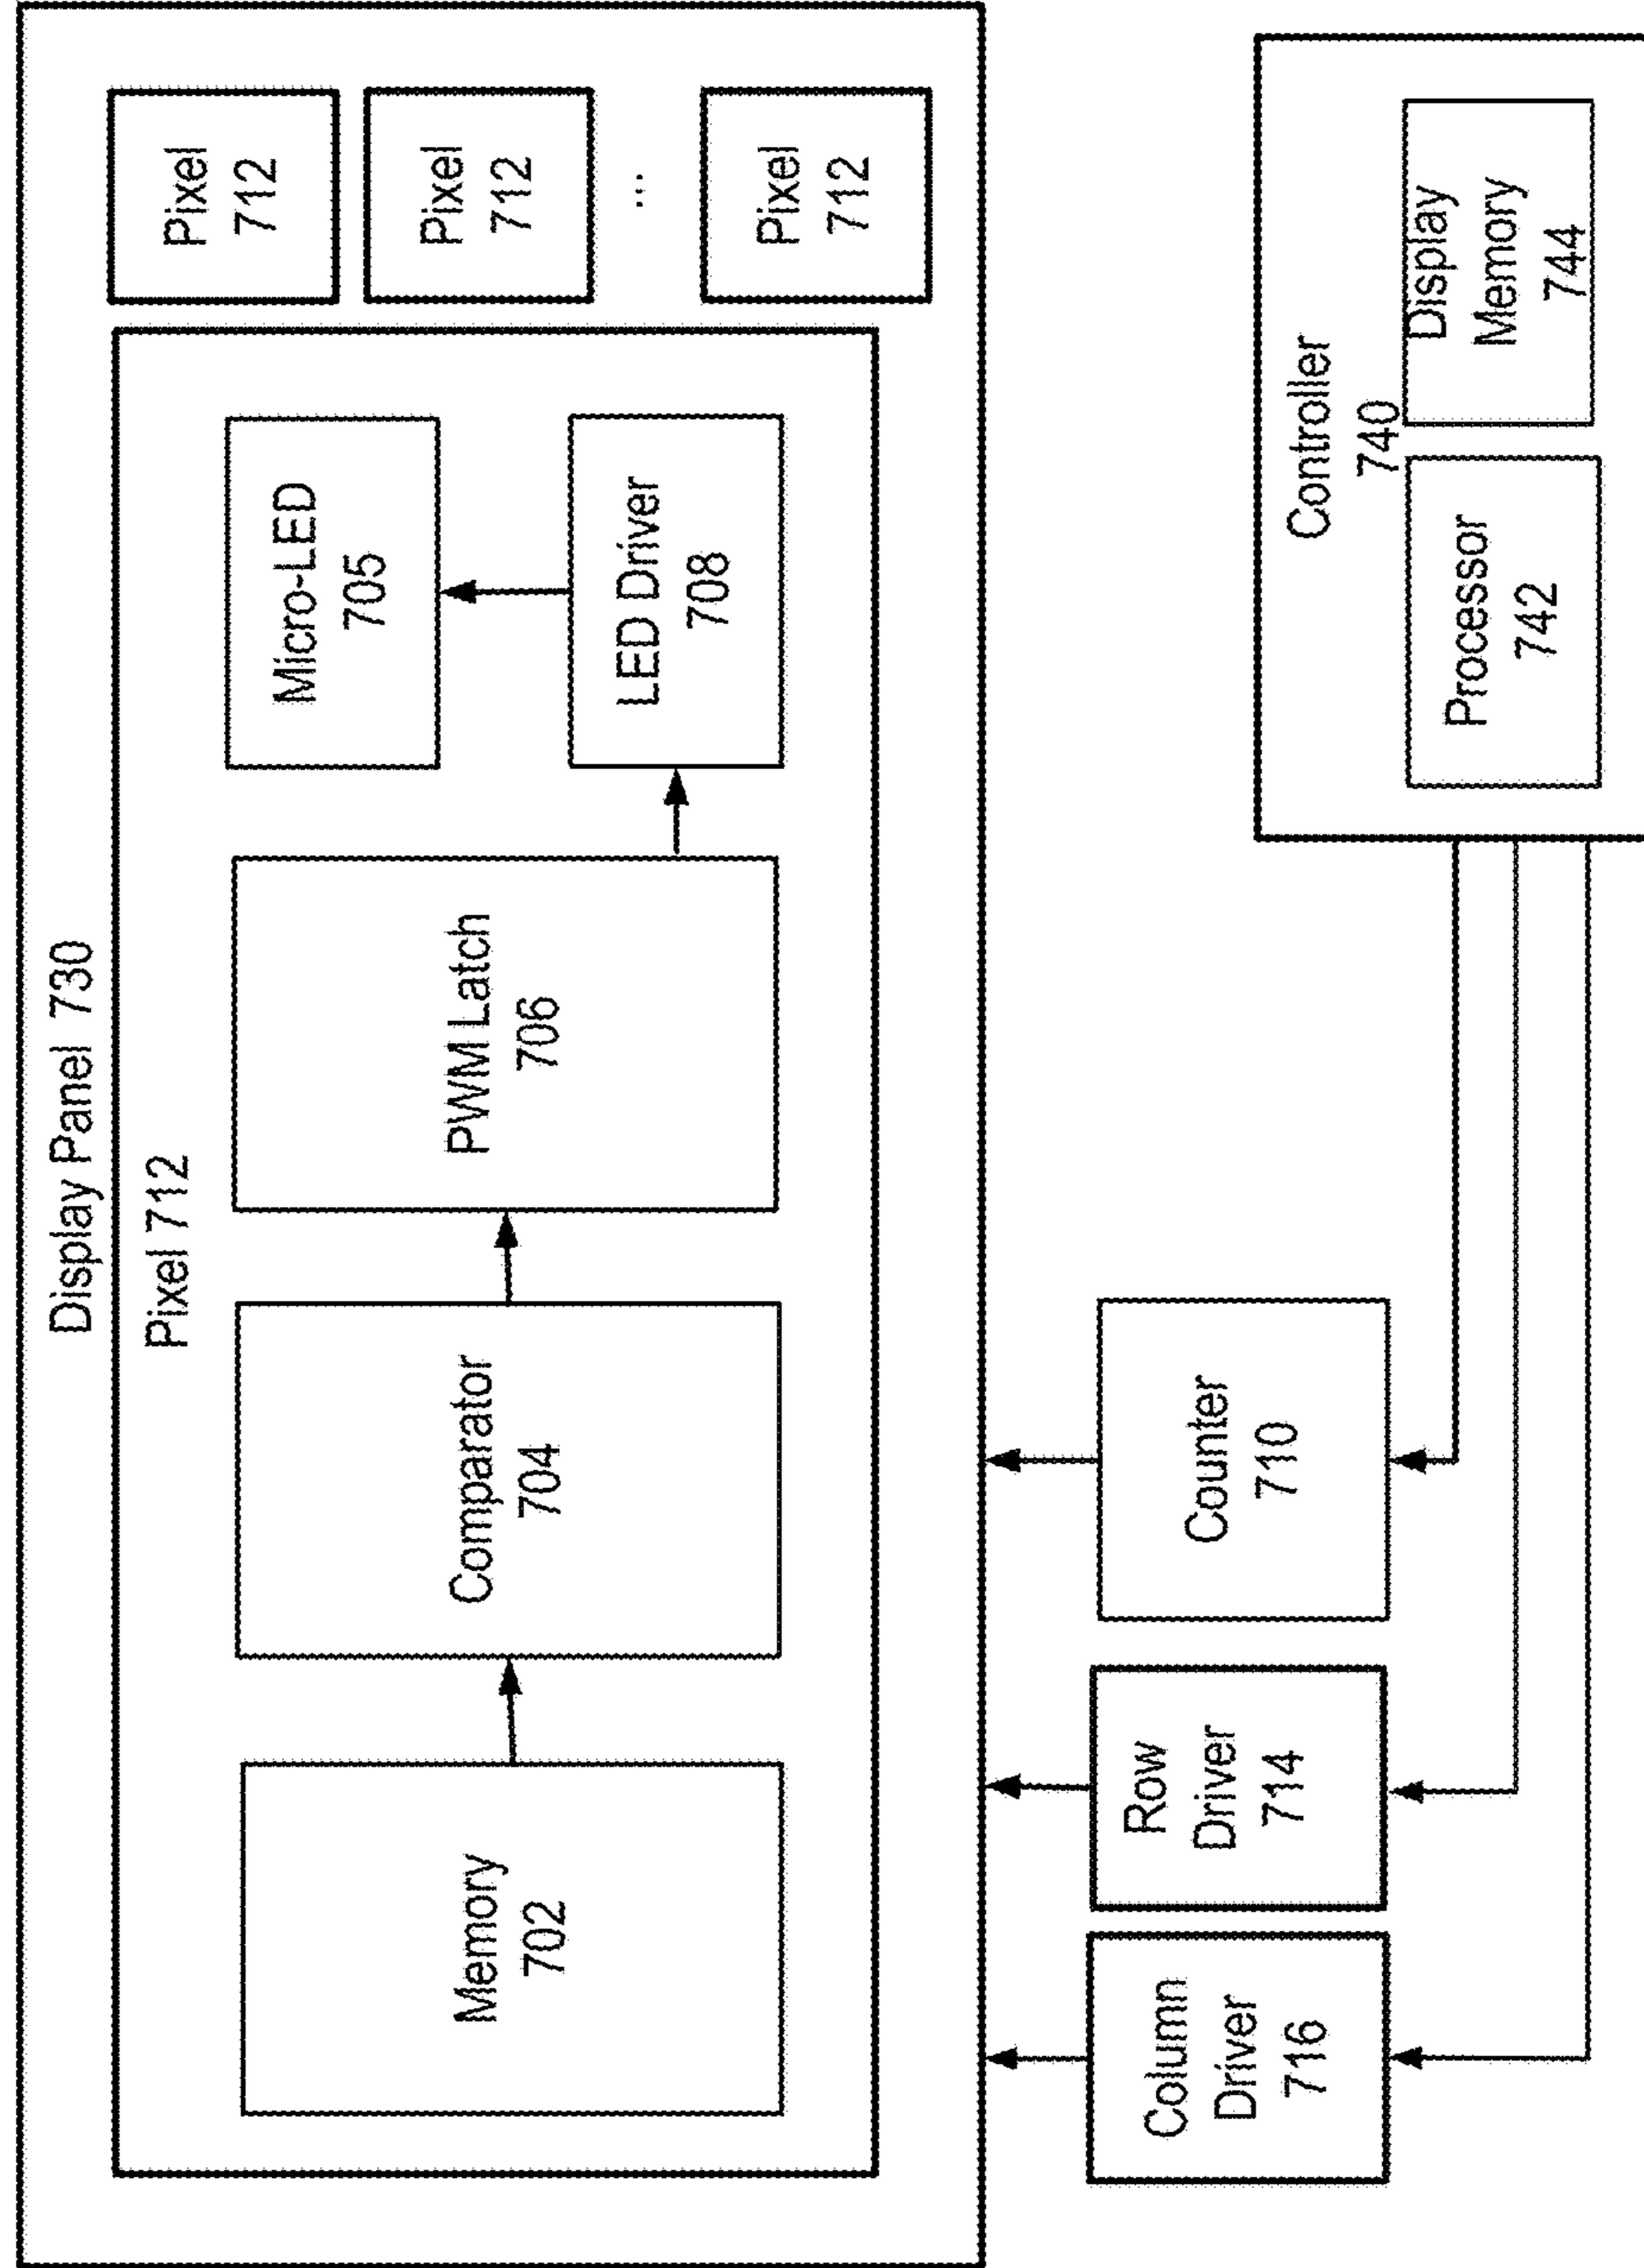 Display Panel 730
Pixel 712
Memory
702
Comparator
704
PWM Latch
706
Micro-LED
705
LED Driver
708
Pixel
712
Pixel
712
...
Pixel
712
Column
Driver
716
Row
Driver
714
Counter
710
Controller
740
Processor
742
Display
Memory
744